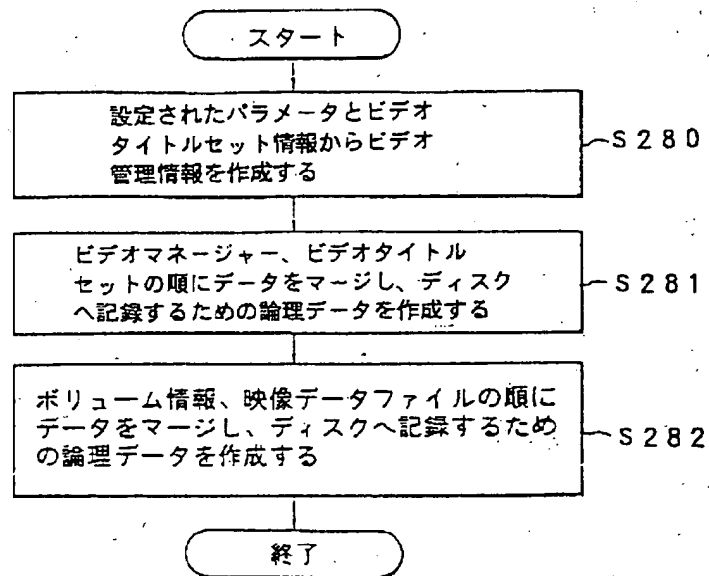 スタート
設定されたパラメータとビデオ
タイトルセット情報からビデオ
管理情報を作成する
S280
ビデオマネージャー、ビデオタイトル
セットの順にデータをマージし、ディスク
へ記録するための論理データを作成する
S281
ボリューム情報、映像データファイルの順に
データをマージし、ディスクへ記録するため
の論理データを作成する
S282
終了